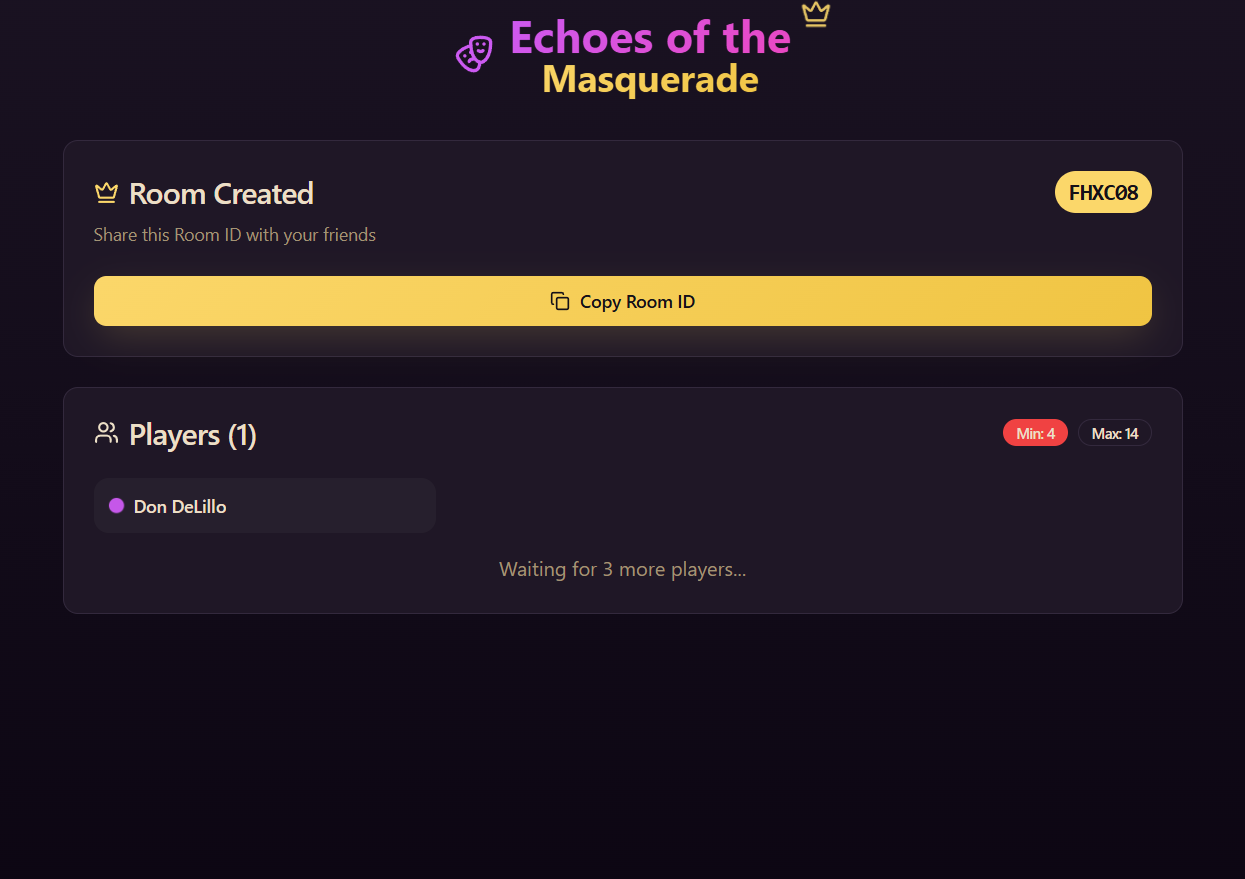 Echoes of the
Masquerade
Room Created
FHXC08
Share this Room ID with your friends
Copy Room ID
Players (1)
Min: 4
Max: 14
Don DeLillo
Waiting for 3 more players...